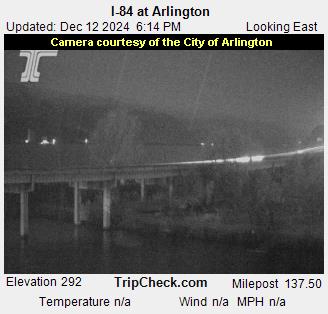 I-84 at Arlington
Updated: Dec 12 2024 6:14 PM Looking East
Camera courtesy of the City of Arlington
Elevation 292 TripCheck.com Milepost 137.50
Temperature n/a Wind n/a MPH n/a